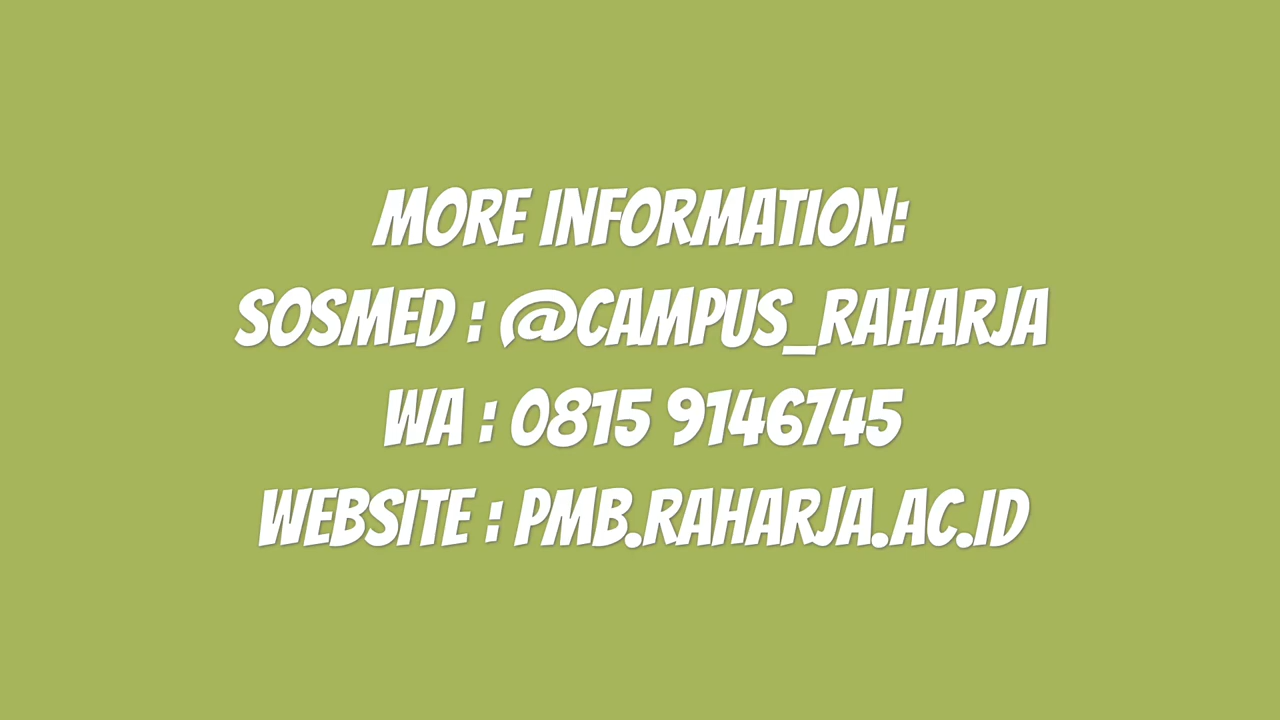 MORE INFORMATION:
SOSMED : @CAMPUS_RAHARJA
WA : 0815 9146745
WEBSITE : PMB.RAHARJA.AC.ID